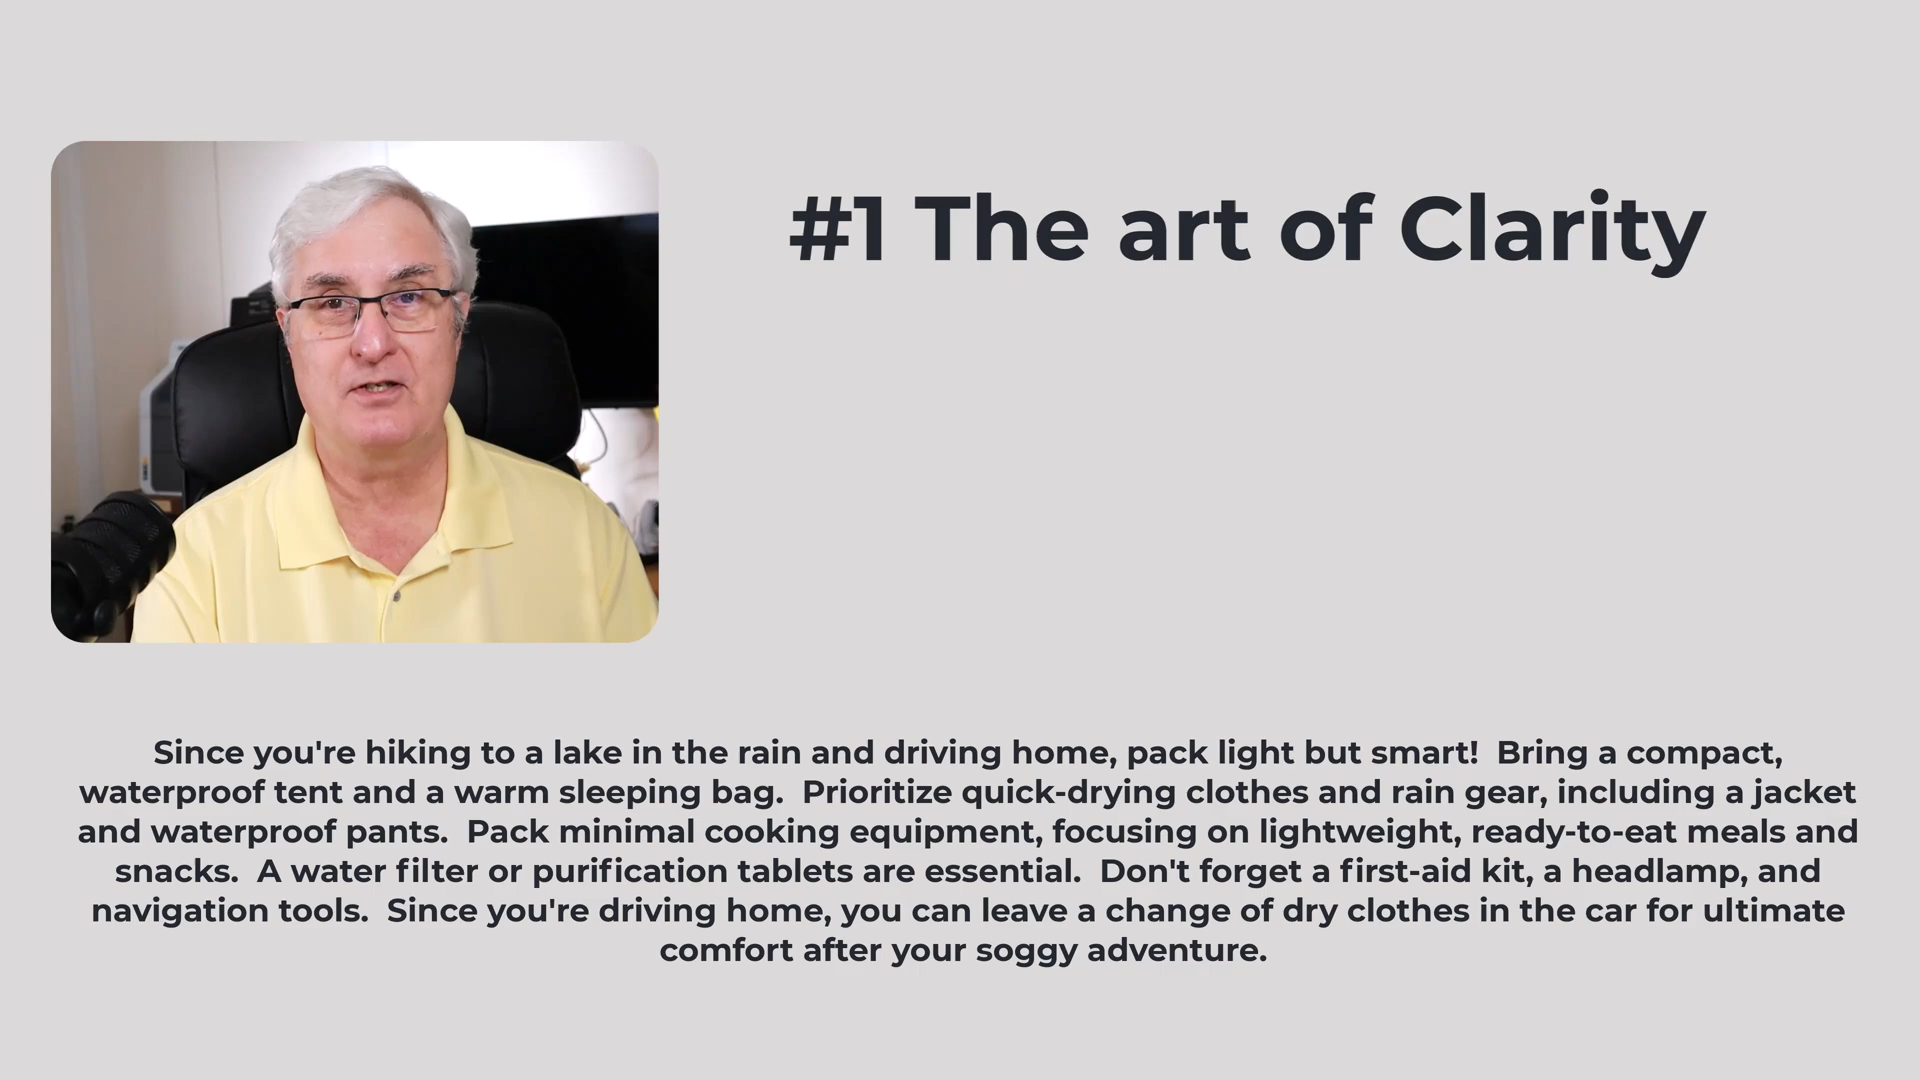 #1 The art of Clarity
Since you're hiking to a lake in the rain and driving home, pack light but smart!  Bring a compact,
waterproof tent and a warm sleeping bag.  Prioritize quick-drying clothes and rain gear, including a jacket
and waterproof pants.  Pack minimal cooking equipment, focusing on lightweight, ready-to-eat meals and
snacks.  A water filter or purification tablets are essential.  Don't forget a first-aid kit, a headlamp, and
navigation tools.  Since you're driving home, you can leave a change of dry clothes in the car for ultimate
comfort after your soggy adventure.